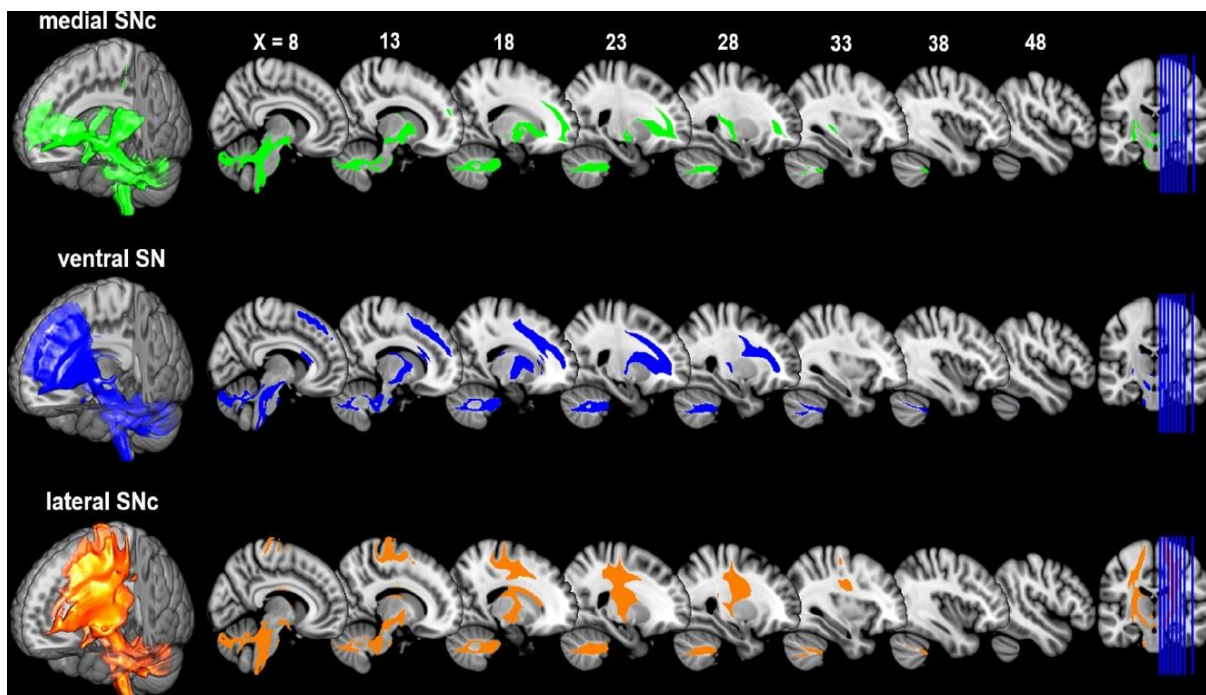 medial SNc
X = 8 13 18 23 28 33 38 48
ventral SN
lateral SNc